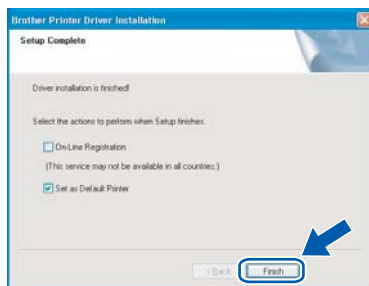 Brother Printer Driver Installation
Setup Complete
Driver installation is finished!
Select the actions to perform when Setup finishes.
On-Line Registration
(This service may not be available in all countries.)
Set as Default Printer
< Back
Finish